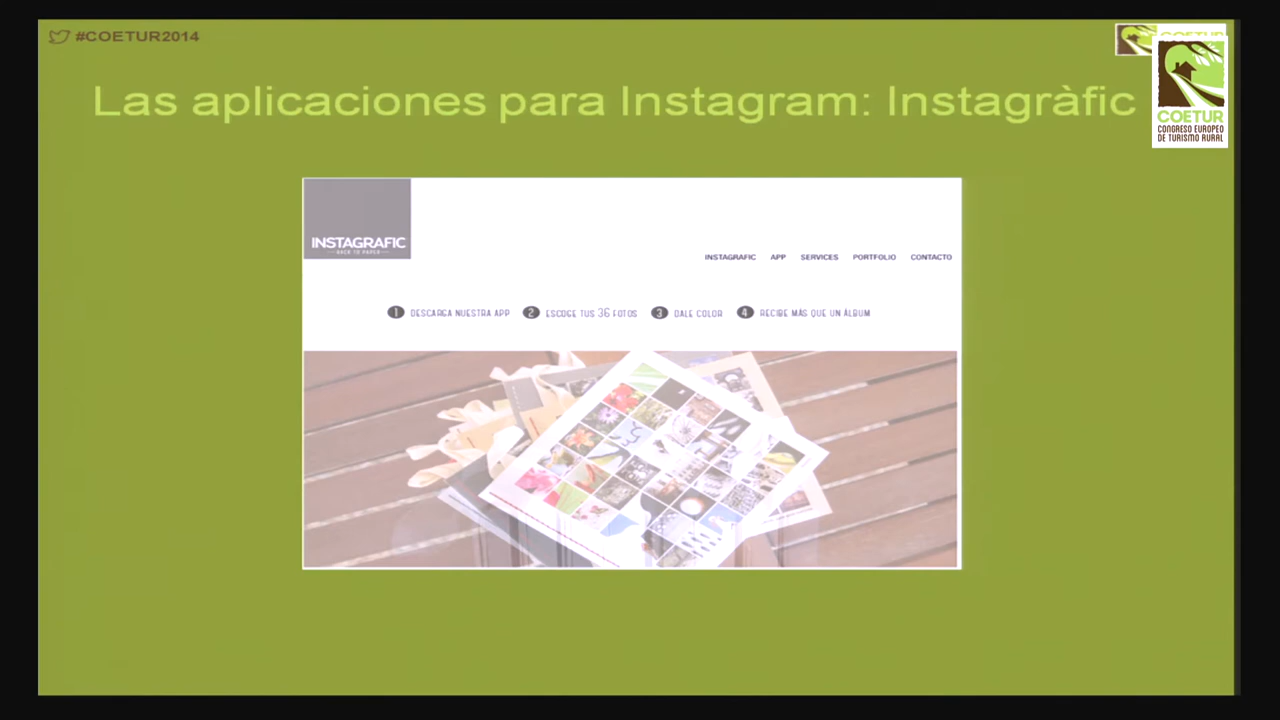 #COETUR2014
COETUR
Las aplicaciones para Instagram: Instagràfic
COETUR
CONGRESO EUROPEO
DE TURISMO RURAL
INSTAGRAFIC
BACK TO PAPER
INSTAGRAFIC APP SERVICES PORTFOLIO CONTACTO
1 DESCARGA NUESTRA APP 2 ESCOGE TUS 36 FOTOS 3 DALE COLOR 4 RECIBE MÁS QUE UN ÁLBUM